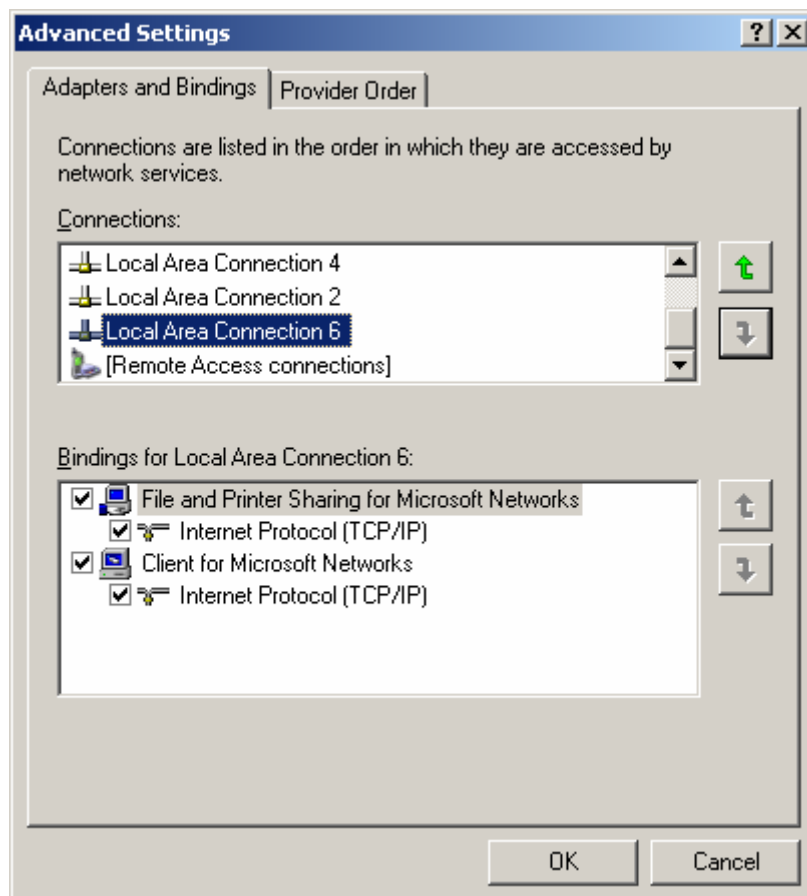 Advanced Settings
Adapters and Bindings
Provider Order
Connections are listed in the order in which they are accessed by
network services.
Connections:
Local Area Connection 4
Local Area Connection 2
Local Area Connection 6
[Remote Access connections]
Bindings for Local Area Connection 6:
File and Printer Sharing for Microsoft Networks
Internet Protocol (TCP/IP)
Client for Microsoft Networks
Internet Protocol (TCP/IP)
OK
Cancel